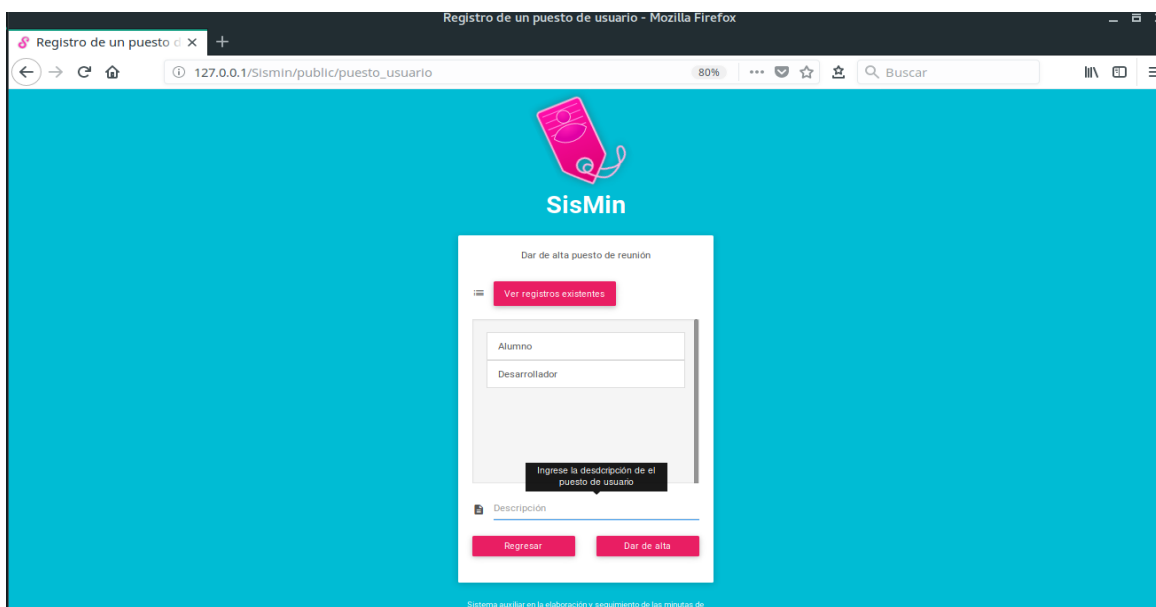 Registro de un puesto de usuario - Mozilla Firefox
Registro de un puesto d
127.0.0.1/Sismin/public/puesto_usuario
80%
Buscar
SisMin
Dar de alta puesto de reunión
Ver registros existentes
Alumno
Desarrollador
Ingrese la desdcripción de el
puesto de usuario
Descripción
Regresar
Dar de alta
Sistema auxiliar en la elaboración y seguimiento de las minutas de